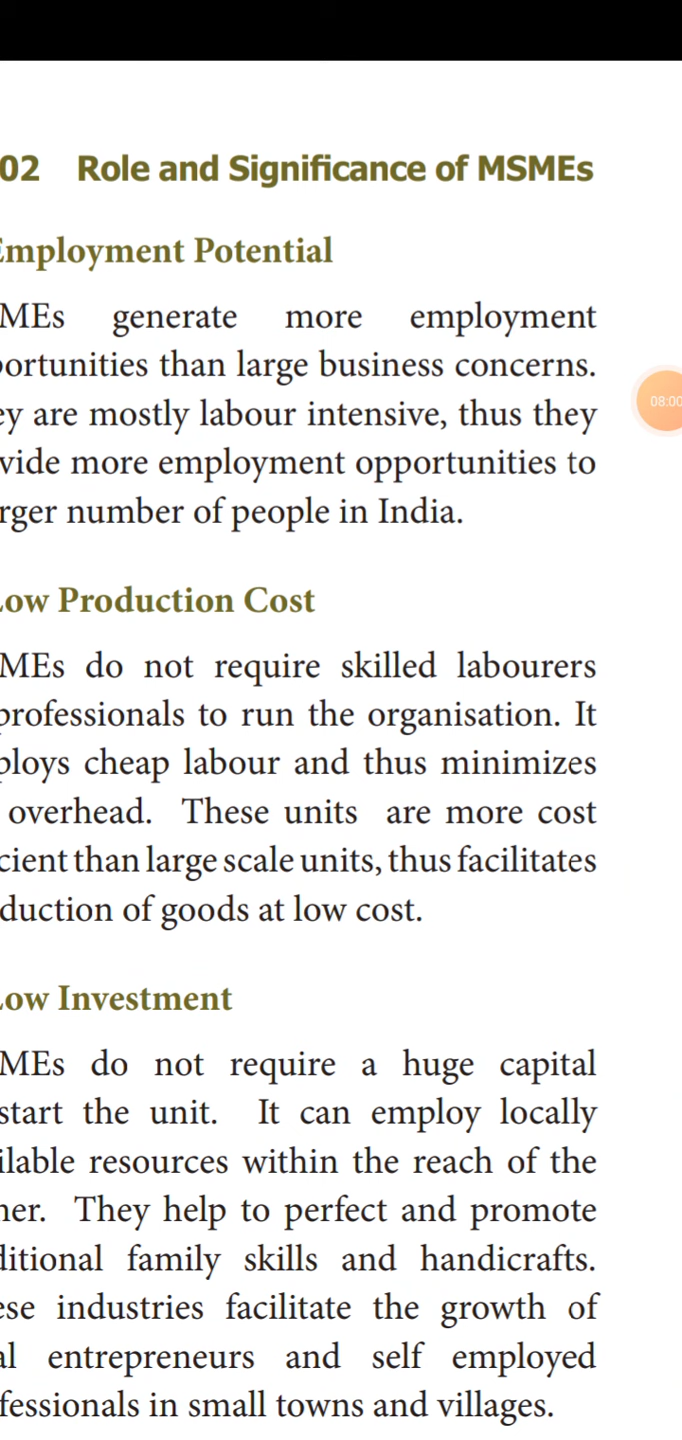 02 Role and Significance of MSMEs
Employment Potential
MEs generate more employment
ortunities than large business concerns.
ey are mostly labour intensive, thus they
vide more employment opportunities to
rger number of people in India.
Low Production Cost
MEs do not require skilled labourers
professionals to run the organisation. It
ploys cheap labour and thus minimizes
overhead. These units are more cost
cient than large scale units, thus facilitates
duction of goods at low cost.
Low Investment
MEs do not require a huge capital
start the unit. It can employ locally
ilable resources within the reach of the
ner. They help to perfect and promote
ditional family skills and handicrafts.
ese industries facilitate the growth of
al entrepreneurs and self employed
fessionals in small towns and villages.
08:00